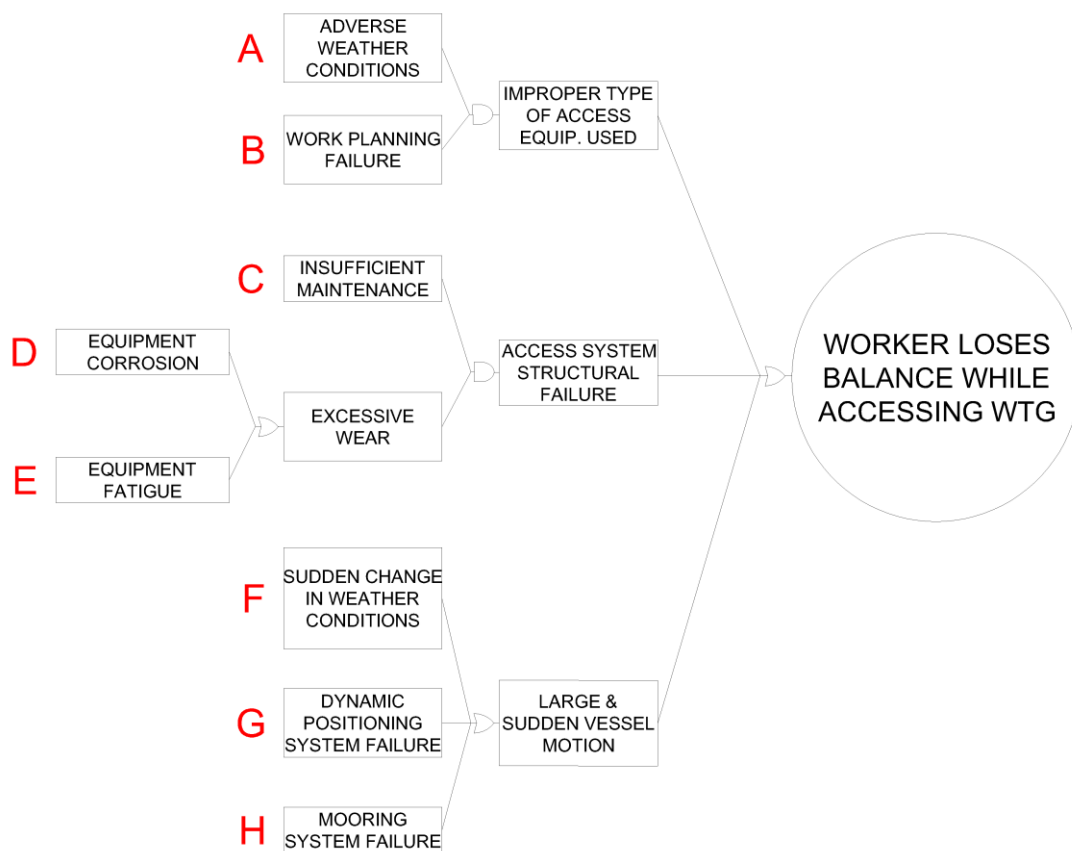 A
ADVERSE
WEATHER
CONDITIONS
B
WORK PLANNING
FAILURE
IMPROPER TYPE
OF ACCESS
EQUIP. USED
C
INSUFFICIENT
MAINTENANCE
D
EQUIPMENT
CORROSION
E
EQUIPMENT
FATIGUE
EXCESSIVE
WEAR
ACCESS SYSTEM
STRUCTURAL
FAILURE
F
SUDDEN CHANGE
IN WEATHER
CONDITIONS
G
DYNAMIC
POSITIONING
SYSTEM FAILURE
H
MOORING
SYSTEM FAILURE
LARGE &
SUDDEN VESSEL
MOTION
WORKER LOSES
BALANCE WHILE
ACCESSING WTG